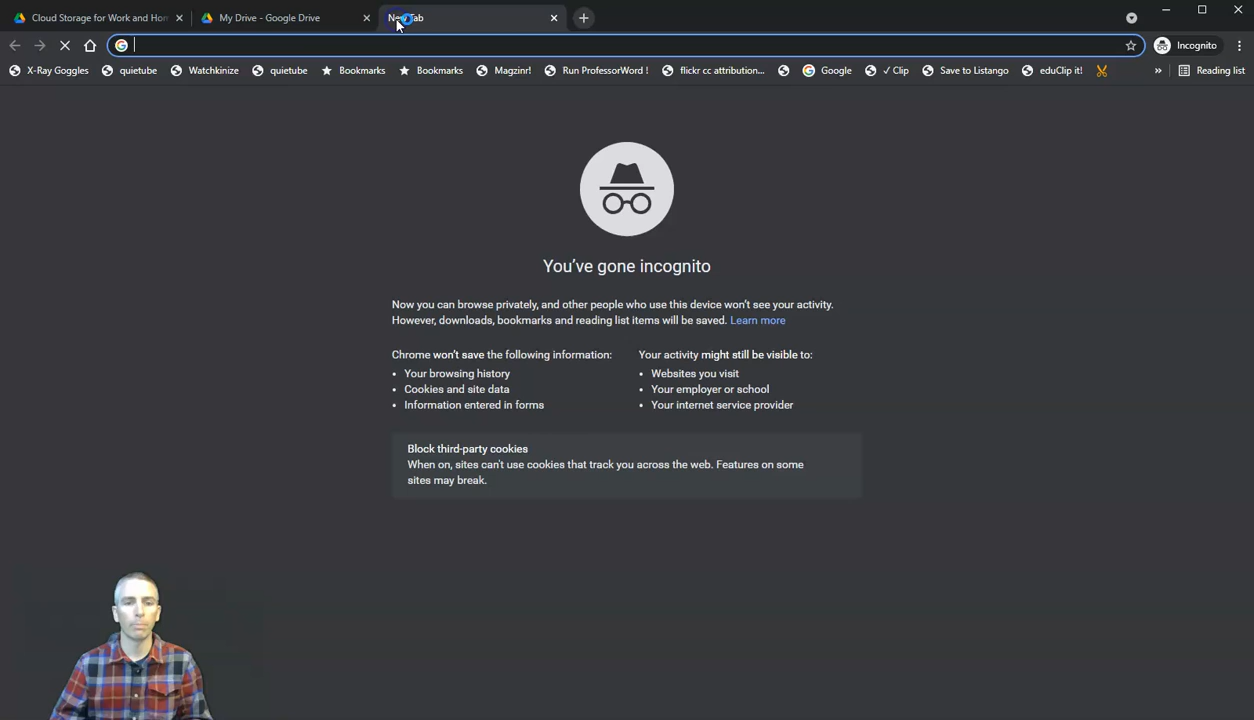 Cloud Storage for Work and Hom
My Drive - Google Drive
New Tab
Incognito
X-Ray Goggles
quietube
Watchkinize
quietube
Bookmarks
Bookmarks
Magzinr!
Run ProfessorWord !
flickr cc attribution...
Google
✓ Clip
Save to Listango
eduClip it!
»
Reading list
You've gone incognito
Now you can browse privately, and other people who use this device won't see your activity.
However, downloads, bookmarks and reading list items will be saved. Learn more
Chrome won't save the following information:
• Your browsing history
• Cookies and site data
• Information entered in forms
Your activity might still be visible to:
• Websites you visit
• Your employer or school
• Your internet service provider
Block third-party cookies
When on, sites can't use cookies that track you across the web. Features on some
sites may break.